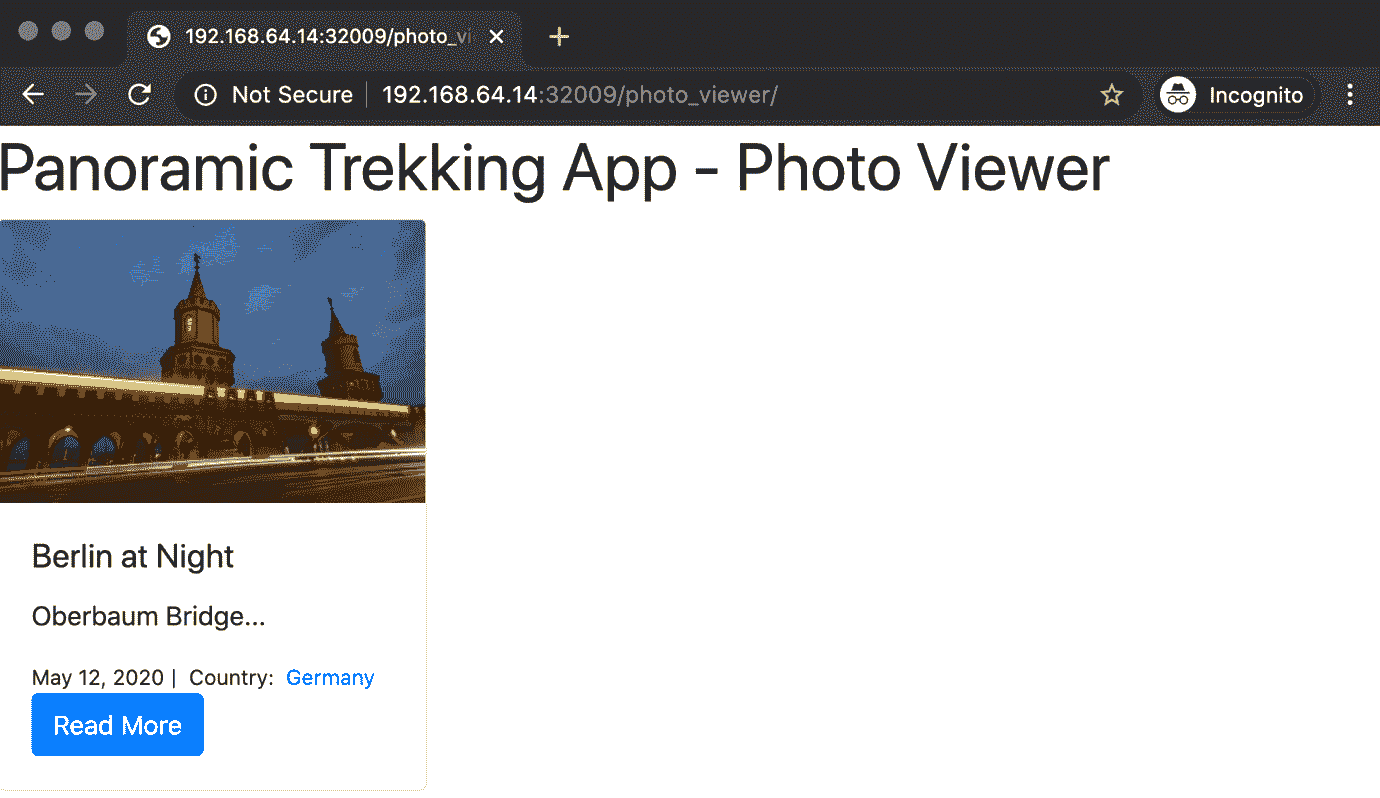 192.168.64.14:32009/photo_vi
Not Secure | 192.168.64.14:32009/photo_viewer/
Incognito
Panoramic Trekking App - Photo Viewer
Berlin at Night
Oberbaum Bridge...
May 12, 2020 | Country: Germany
Read More